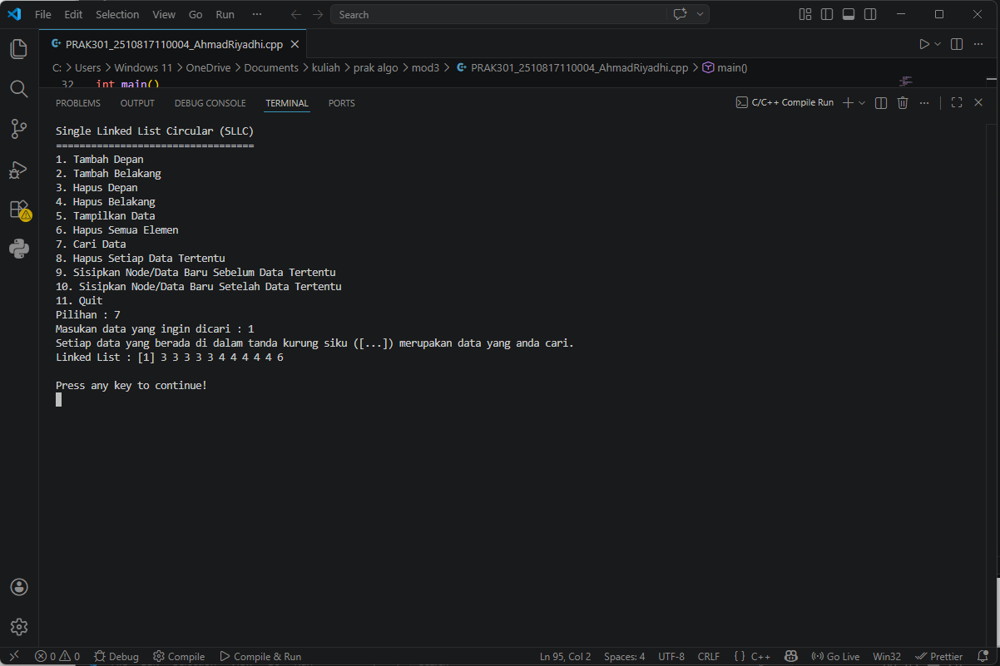 File Edit Selection View Go Run ··· Search
PRAK301_2510817110004_AhmadRiyadhi.cpp
C: > Users > Windows 11 > OneDrive > Documents > kuliah > prak algo > mod3 > PRAK301_2510817110004_AhmadRiyadhi.cpp > main()
32 int main()
PROBLEMS OUTPUT DEBUG CONSOLE TERMINAL PORTS C/C++ Compile Run
Single Linked List Circular (SLLC)
==================================
1. Tambah Depan
2. Tambah Belakang
3. Hapus Depan
4. Hapus Belakang
5. Tampilkan Data
6. Hapus Semua Elemen
7. Cari Data
8. Hapus Setiap Data Tertentu
9. Sisipkan Node/Data Baru Sebelum Data Tertentu
10. Sisipkan Node/Data Baru Setelah Data Tertentu
11. Quit
Pilihan : 7
Masukan data yang ingin dicari : 1
Setiap data yang berada di dalam tanda kurung siku ([...]) merupakan data yang anda cari.
Linked List : [1] 3 3 3 3 3 4 4 4 4 4 6
Press any key to continue!
0 0 Debug Compile Compile & Run Ln 95, Col 2 Spaces: 4 UTF-8 CRLF { } C++ Go Live Win32 Prettier